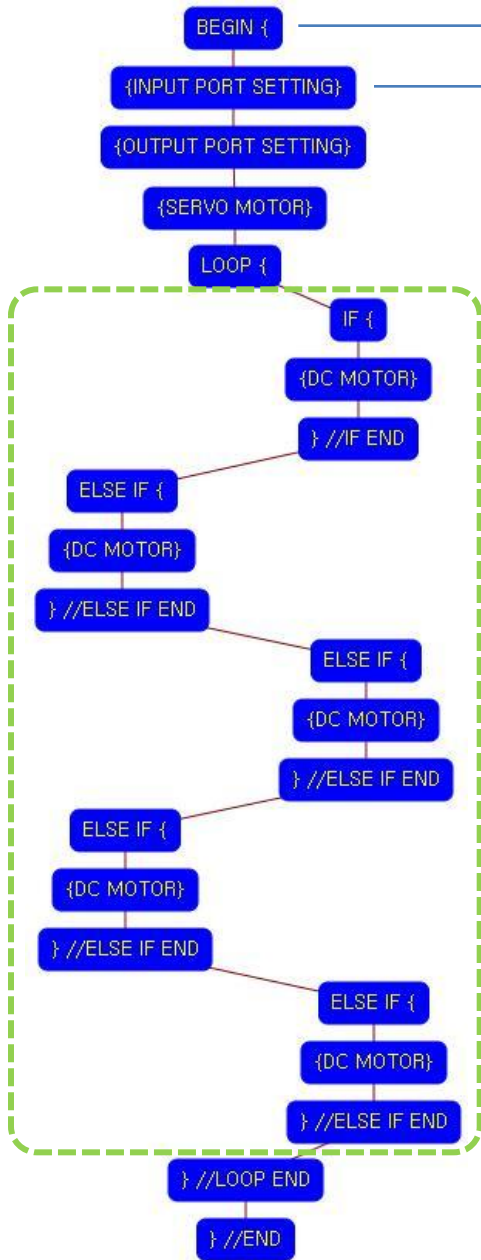 BEGIN {
{INPUT PORT SETTING}
{OUTPUT PORT SETTING}
{SERVO MOTOR}
LOOP {
IF {
{DC MOTOR}
} //IF END
ELSE IF {
{DC MOTOR}
} //ELSE IF END
ELSE IF {
{DC MOTOR}
} //ELSE IF END
ELSE IF {
{DC MOTOR}
} //ELSE IF END
ELSE IF {
{DC MOTOR}
} //ELSE IF END
} //LOOP END
} //END